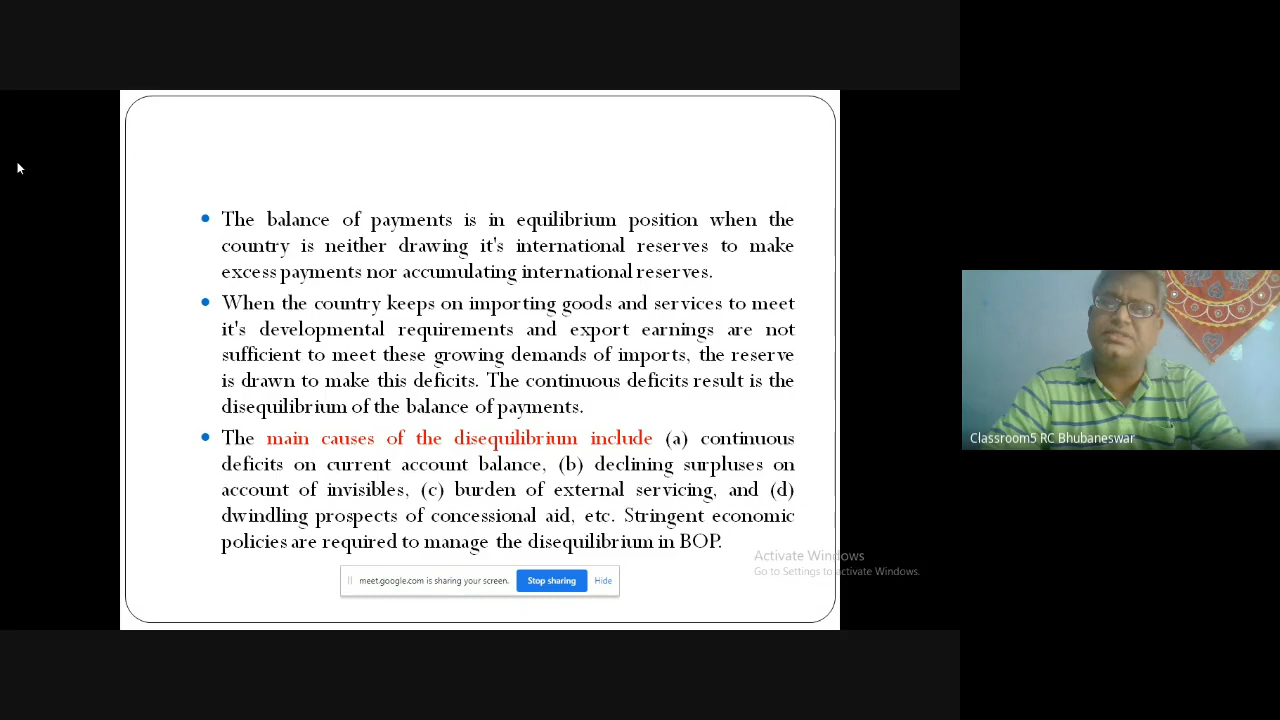 The balance of payments is in equilibrium position when the
country is neither drawing it's international reserves to make
excess payments nor accumulating international reserves.
When the country keeps on importing goods and services to meet
it's developmental requirements and export earnings are not
sufficient to meet these growing demands of imports, the reserve
is drawn to make this deficits. The continuous deficits result is the
disequilibrium of the balance of payments.
The main causes of the disequilibrium include (a) continuous
deficits on current account balance, (b) declining surpluses on
account of invisibles, (c) burden of external servicing, and (d)
dwindling prospects of concessional aid, etc. Stringent economic
policies are required to manage the disequilibrium in BOP.
meet.google.com is sharing your screen. Stop sharing Hide
Activate Windows
Go to Settings to activate Windows.
Classroom5 RC Bhubaneswar